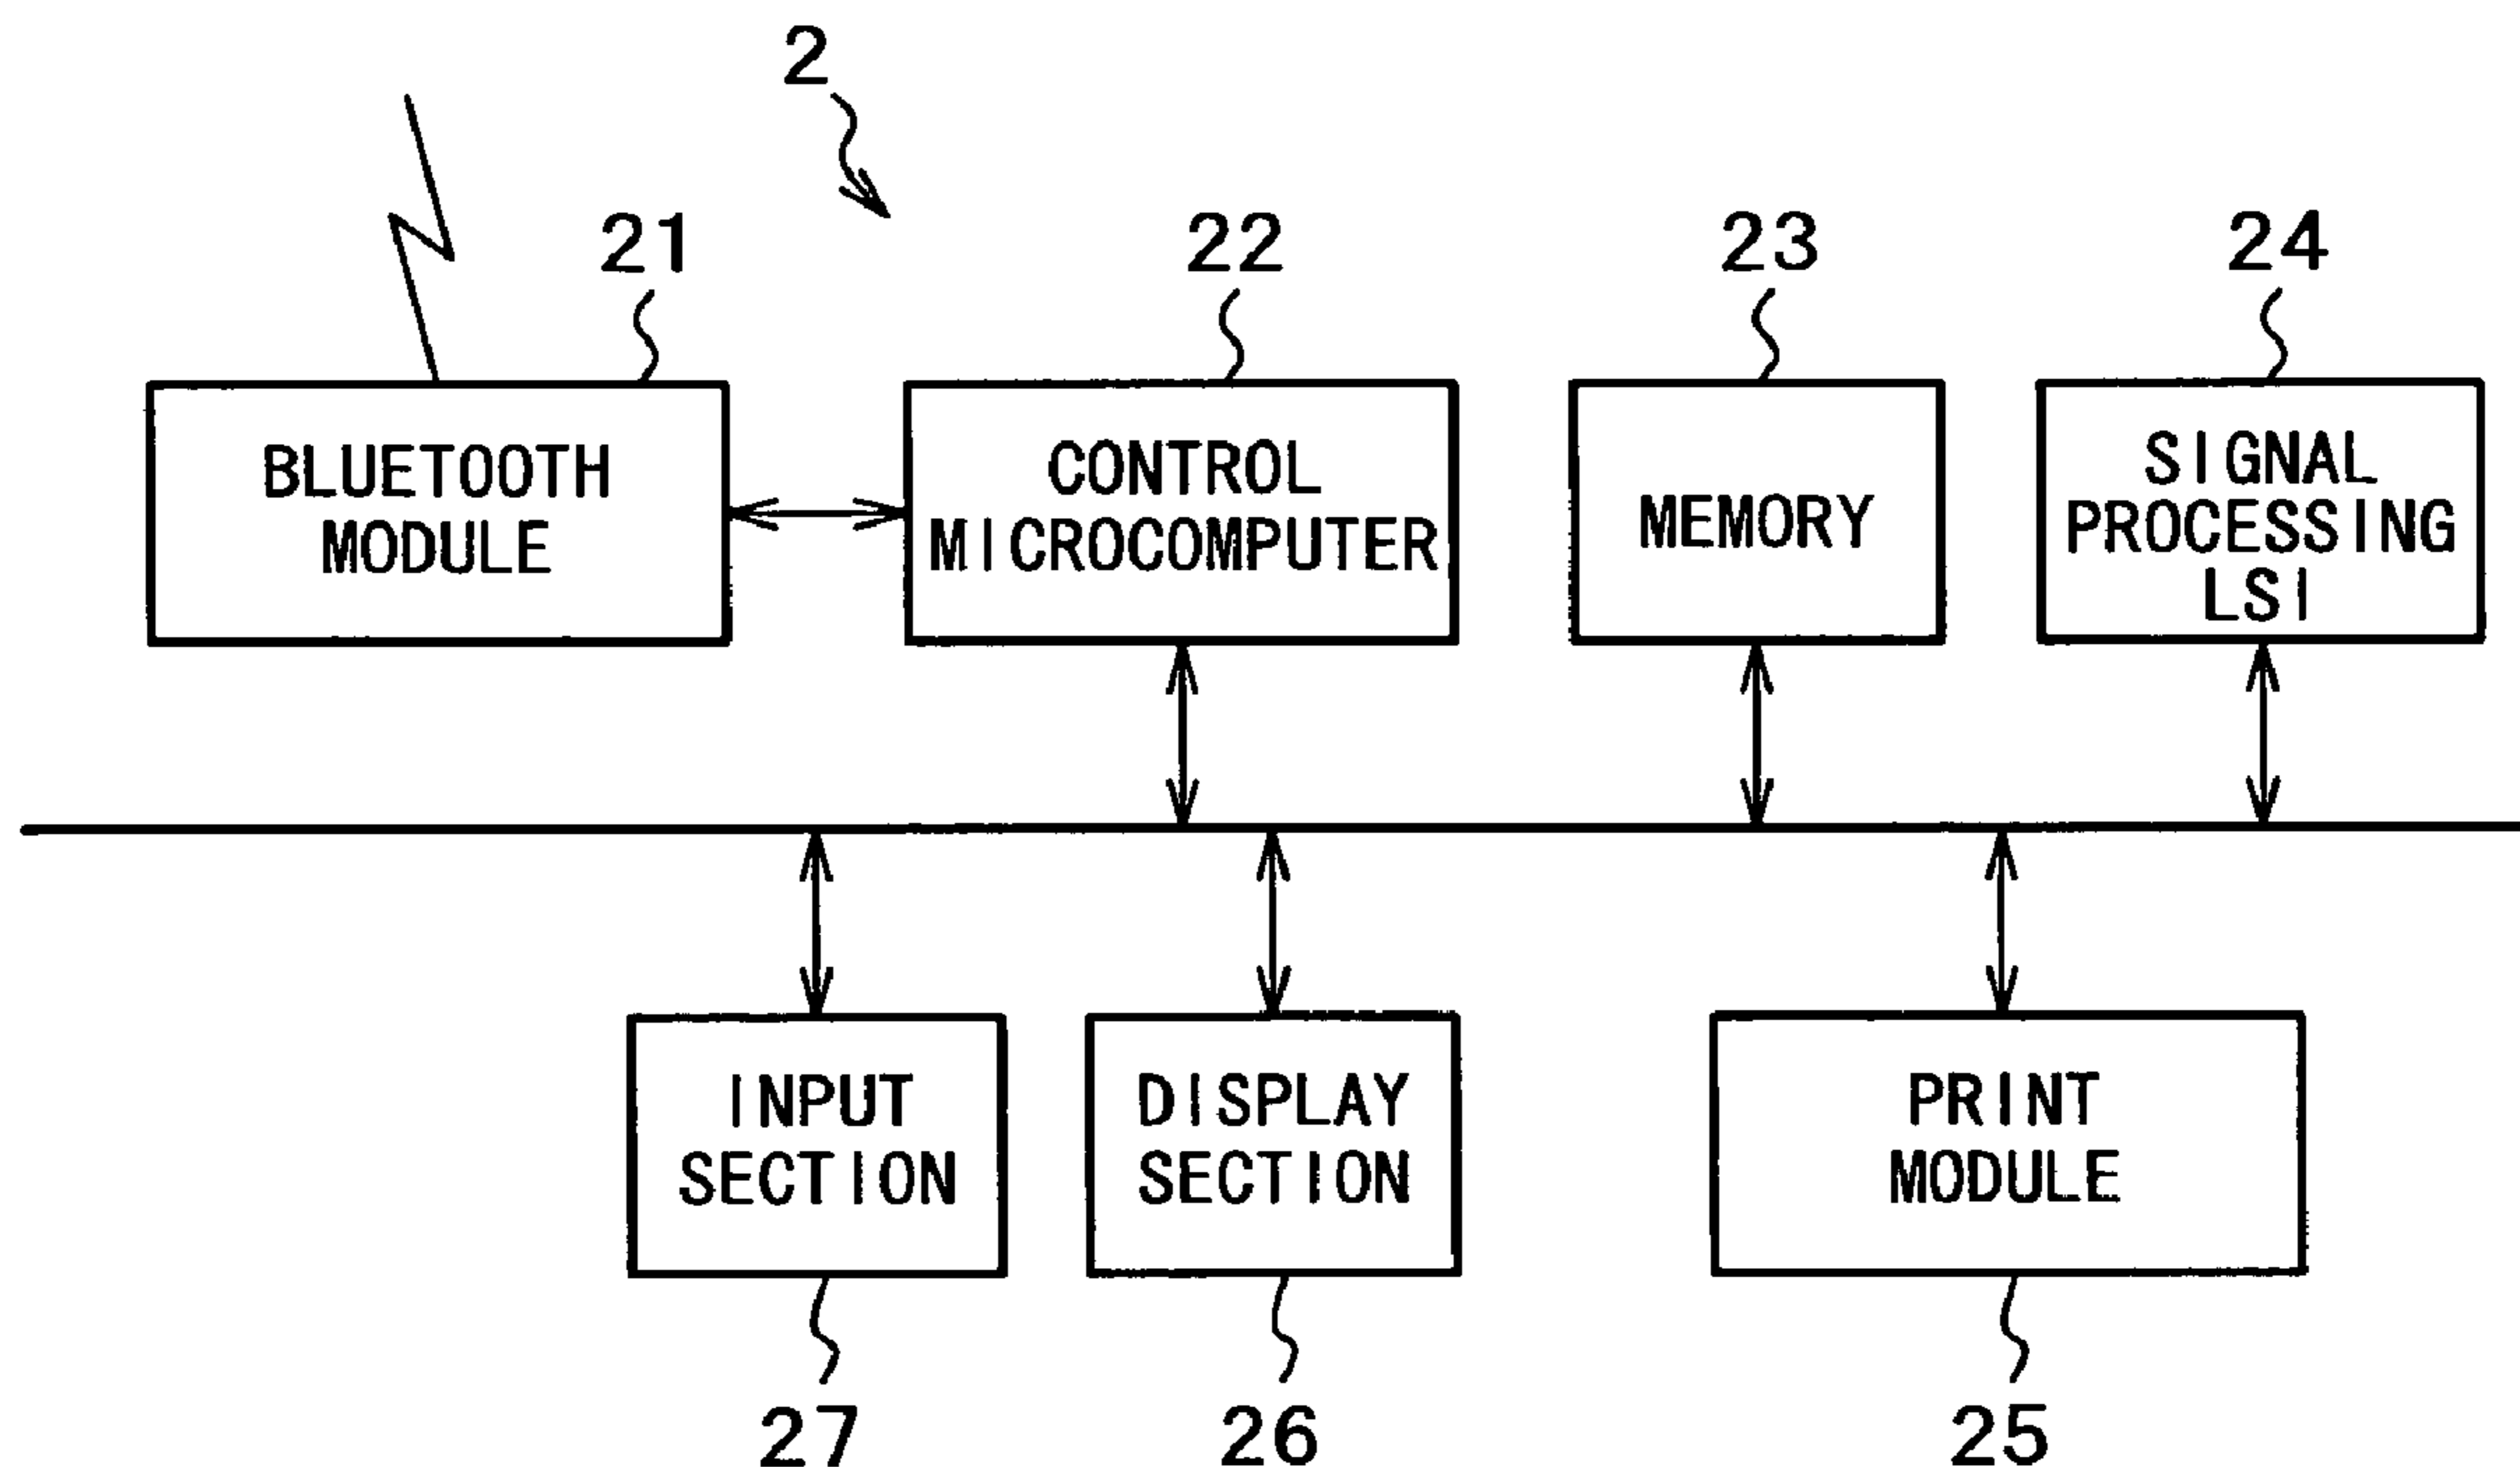 2
21
22
23
24
BLUETOOTH
MODULE
CONTROL
MICROCOMPUTER
MEMORY
SIGNAL
PROCESSING
LSI
INPUT
SECTION
DISPLAY
SECTION
PRINT
MODULE
27
26
25